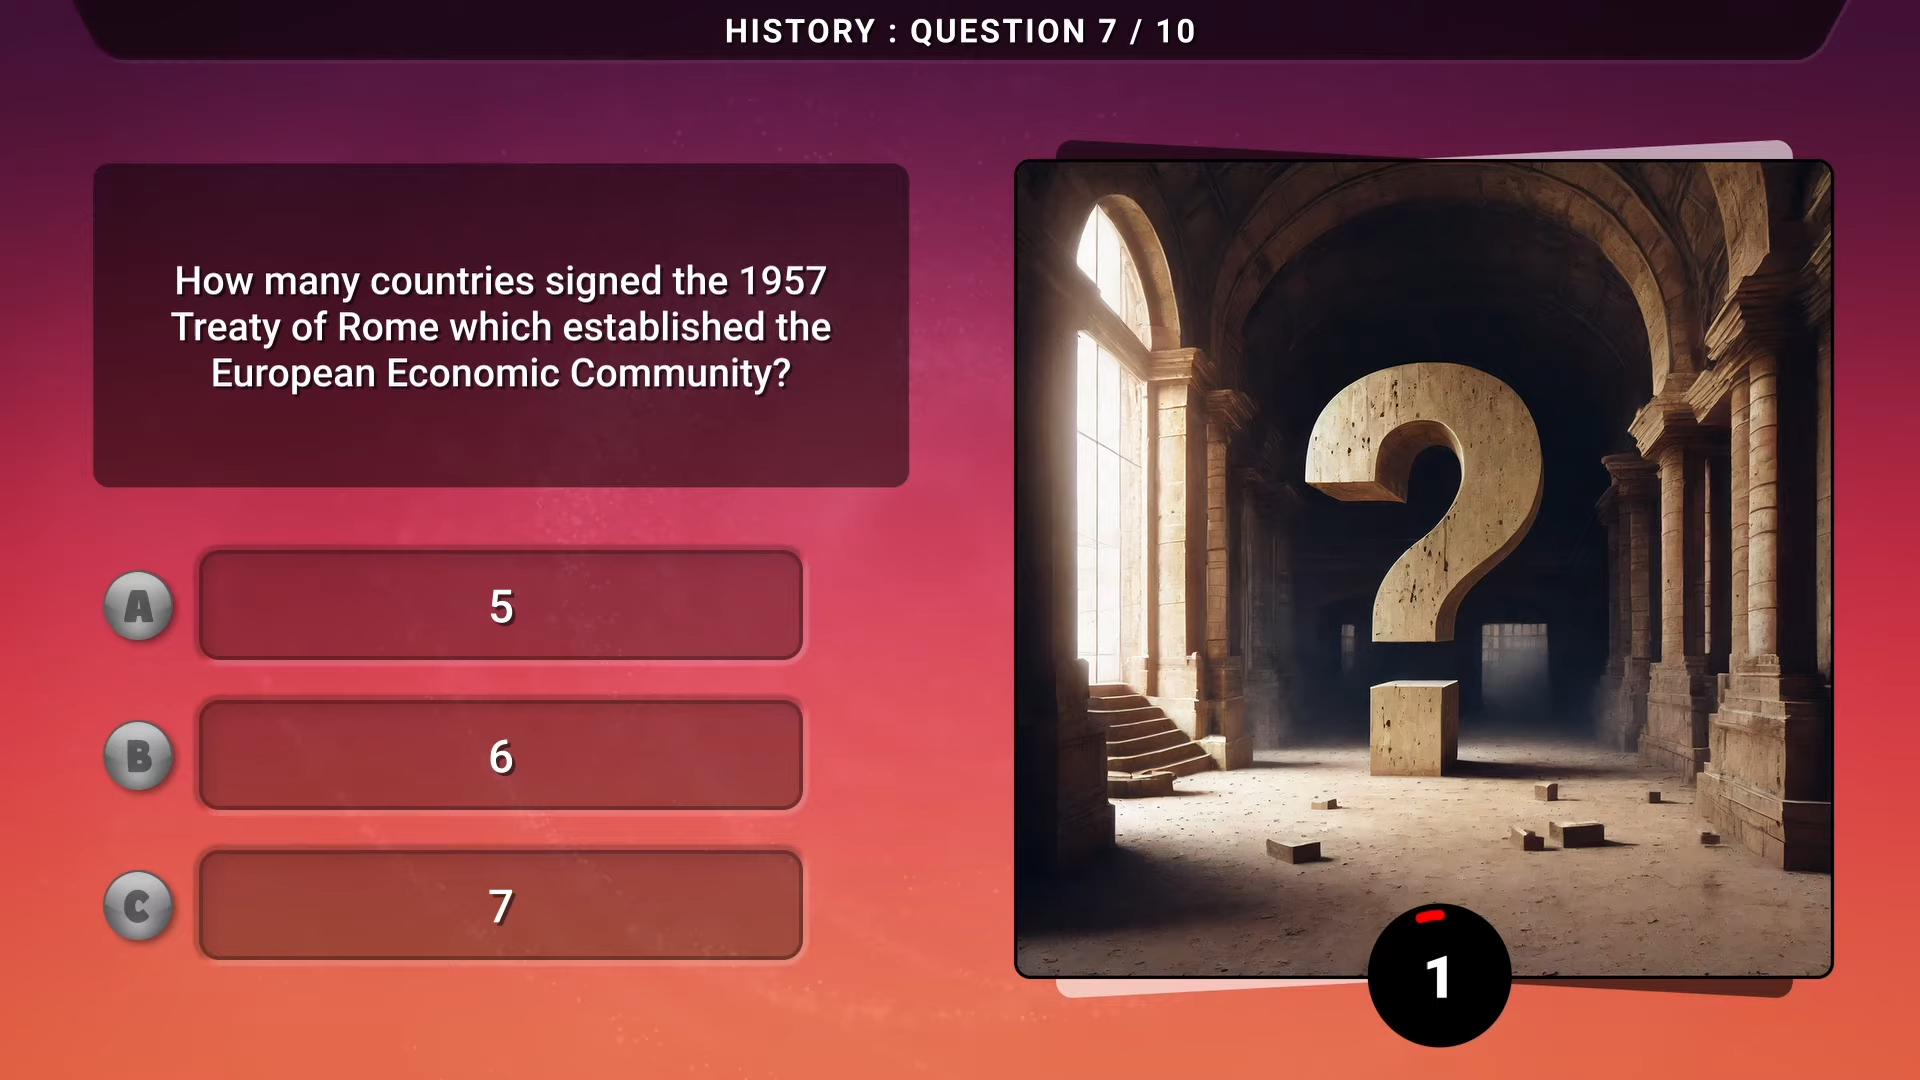 HISTORY : QUESTION 7 / 10
How many countries signed the 1957
Treaty of Rome which established the
European Economic Community?
A
5
B
6
C
7
1